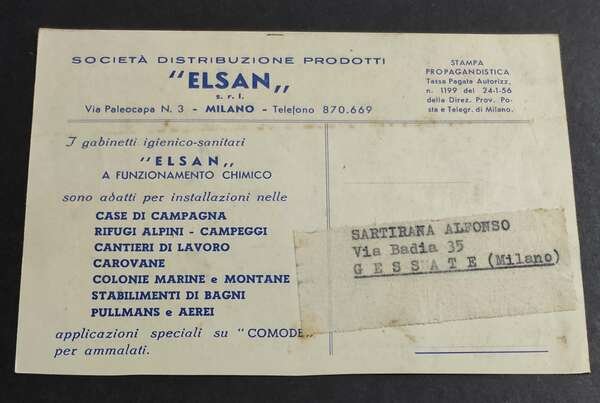 SOCIETÀ DISTRIBUZIONE PRODOTTI
"ELSAN„
s. r. l.
Via Paleocapa N. 3 - MILANO - Telefono 870.669
STAMPA
PROPAGANDISTICA
Tassa Pagata Autorizz.
n. 1199 del 24-1-56
della Direz. Prov. Po-
sta e Telegr. di Milano.
I gabinetti igienico-sanitari
"ELSAN„
A FUNZIONAMENTO CHIMICO
sono adatti per installazioni nelle
CASE DI CAMPAGNA
RIFUGI ALPINI - CAMPEGGI
CANTIERI DI LAVORO
CAROVANE
COLONIE MARINE e MONTANE
STABILIMENTI DI BAGNI
PULLMANS e AEREI
applicazioni speciali su "COMODE
per ammalati.
SARTIRANA ALFONSO
Via Badia 35
GESSATE (Milano)